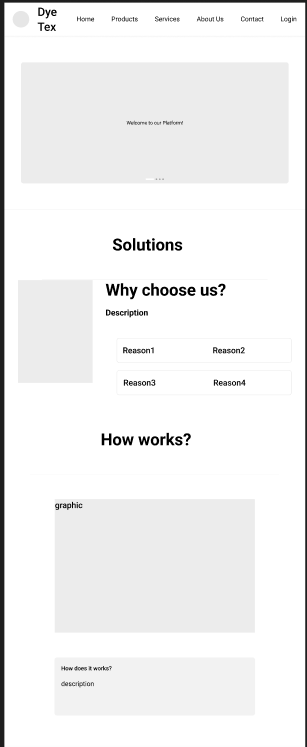 Dye
Tex
Home Products Services About Us Contact Login
Welcome to our Platform!
Solutions
Why choose us?
Description
Reason1 Reason2
Reason3 Reason4
How works?
graphic
How does it works?
description